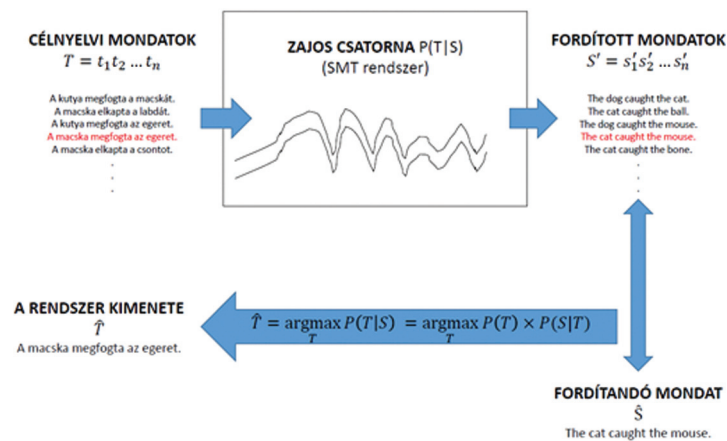 CÉLNYELVI MONDATOK
T = t₁t₂ … tₙ
A kutya megfogta a macskát.
A macska elkapta a labdát.
A kutya megfogta az egeret.
A macska megfogta az egeret.
A macska elkapta a csontot.
.
.
.
ZAJOS CSATORNA P(T|S)
(SMT rendszer)
FORDÍTOTT MONDATOK
S′ = s′₁s′₂ … s′ₙ
The dog caught the cat.
The cat caught the ball.
The dog caught the mouse.
The cat caught the mouse.
The cat caught the bone.
.
.
.
A RENDSZER KIMENETE
T̂
A macska megfogta az egeret.
T̂ = argmax P(T|S) = argmax P(T) × P(S|T)
T T
FORDÍTANDÓ MONDAT
Ŝ
The cat caught the mouse.